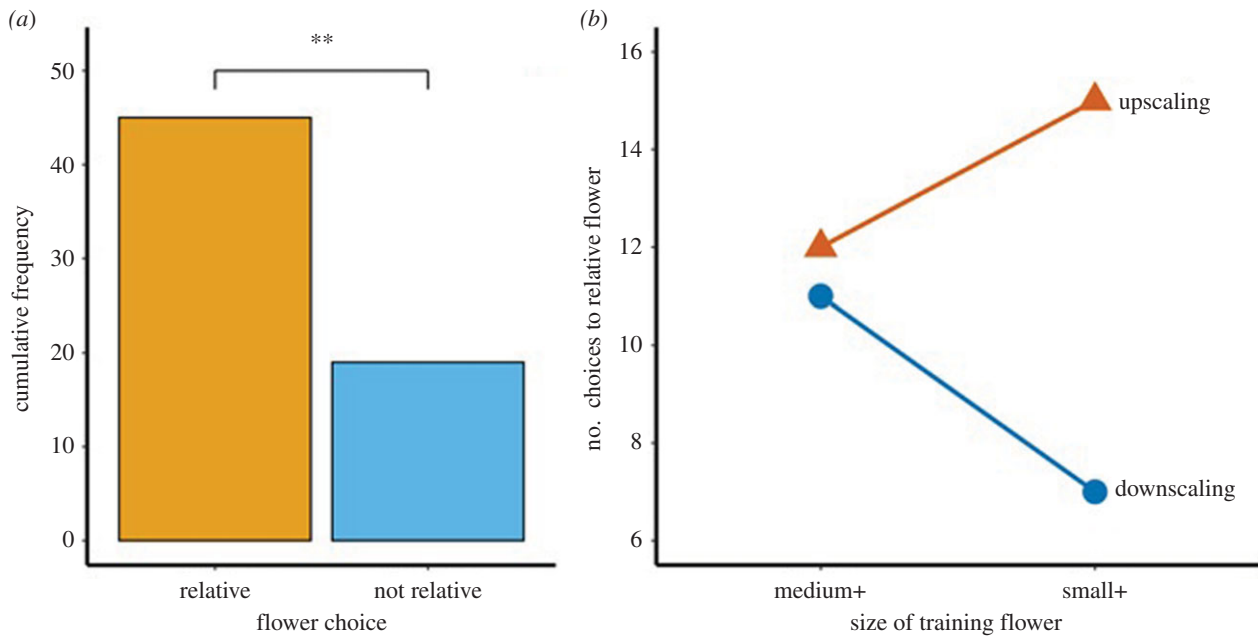 (a)
**
50
40
30
20
10
0
cumulative frequency
relative
not relative
flower choice
(b)
16
14
12
10
8
6
no. choices to relative flower
upscaling
downscaling
medium+
small+
size of training flower